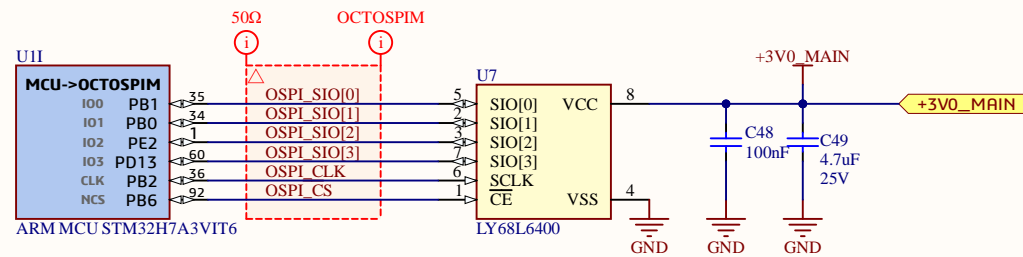 50Ω
OCTOSPIM
i
i
U1I
MCU->OCTOSPIM
IO0 PB1 35
IO1 PB0 34
IO2 PE2 1
IO3 PD13 60
CLK PB2 36
NCS PB6 92
ARM MCU STM32H7A3VIT6
OSPI_SIO[0]
OSPI_SIO[1]
OSPI_SIO[2]
OSPI_SIO[3]
OSPI_CLK
OSPI_CS
U7
5 SIO[0] VCC 8
2 SIO[1]
3 SIO[2]
7 SIO[3]
6 SCLK
1 CE VSS 4
LY68L6400
+3V0_MAIN
+3V0_MAIN
C48
100nF
C49
4.7uF
25V
GND
GND
GND